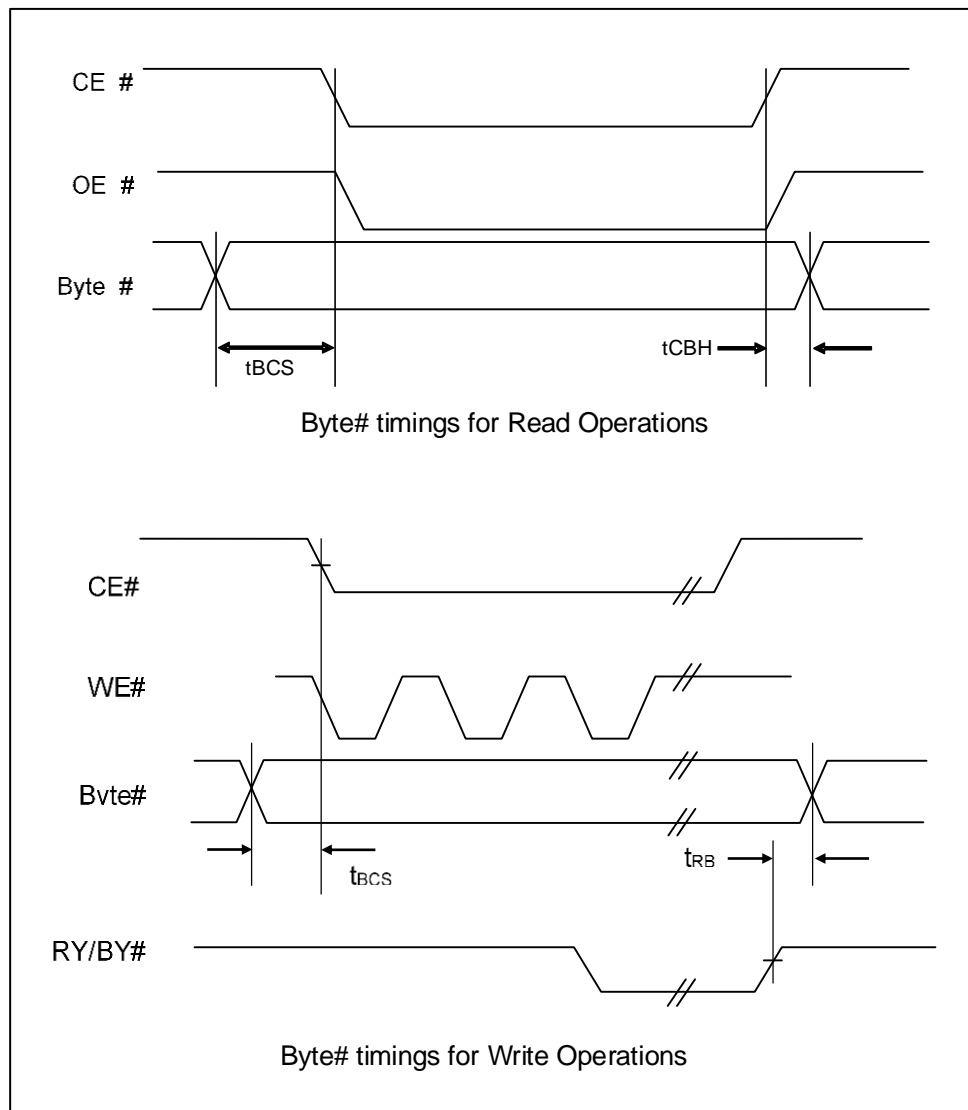 CE #
OE #
Byte #
tBCS
tCBH
Byte# timings for Read Operations
CE#
WE#
Bvte#
tBCS
tRB
RY/BY#
Byte# timings for Write Operations